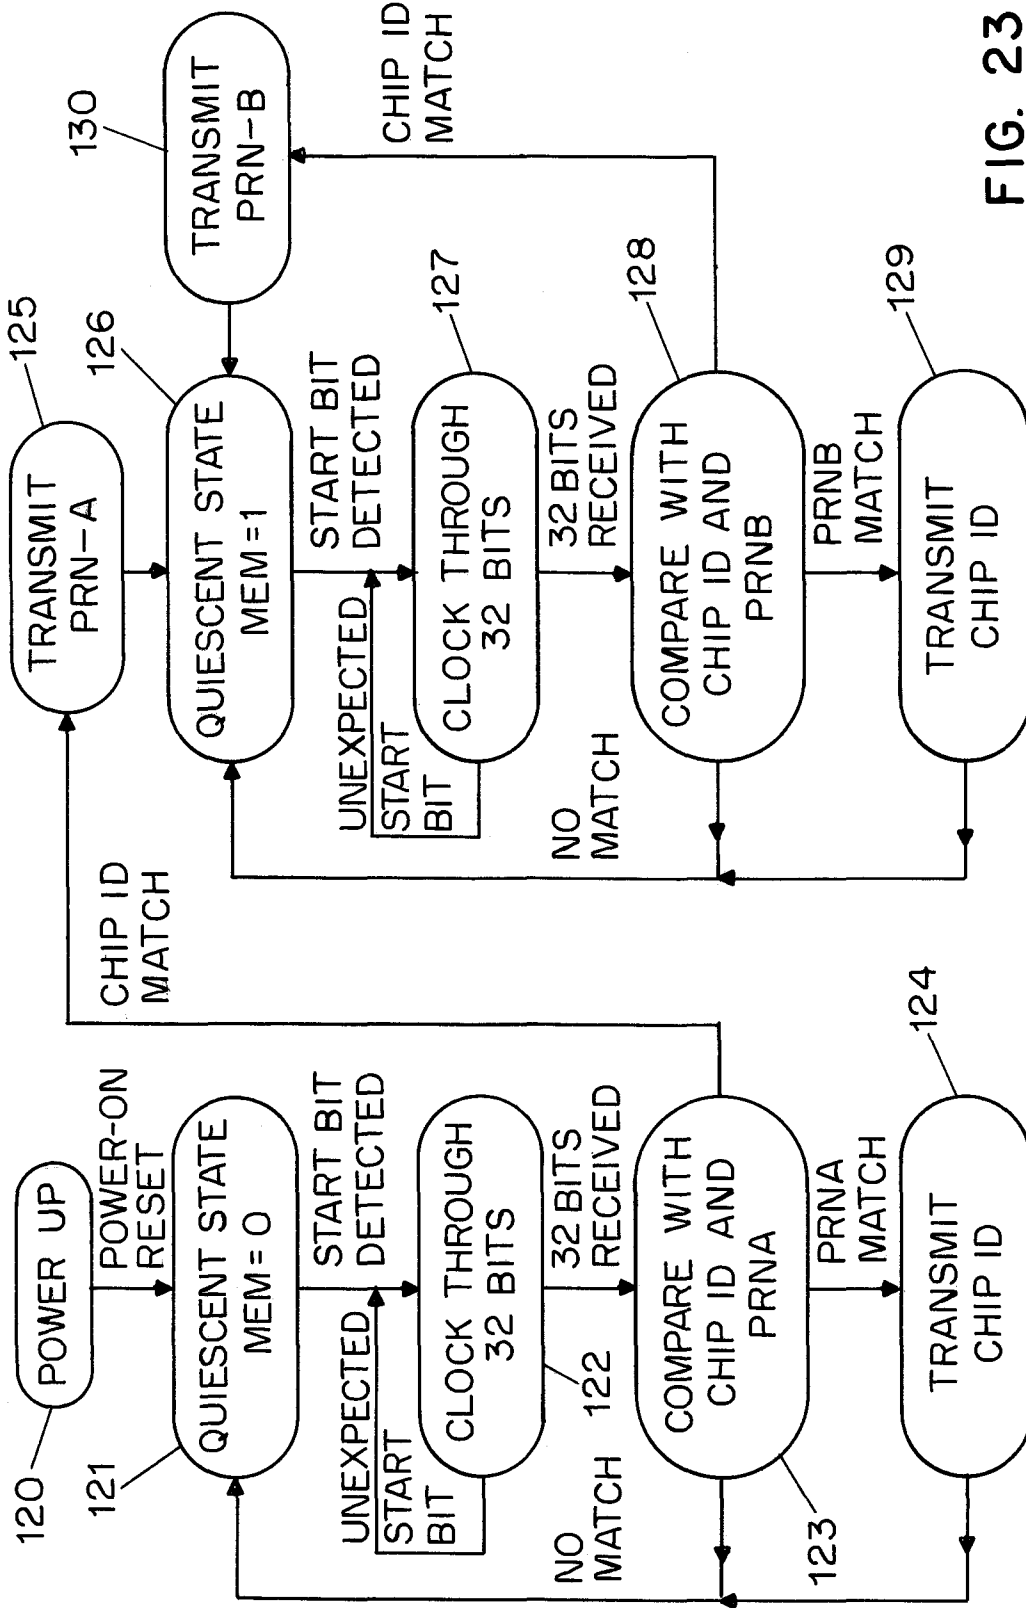 120
POWER UP
POWER-ON
RESET
121
QUIESCENT STATE
MEM = 0
START BIT
DETECTED
UNEXPECTED
START
BIT
CLOCK THROUGH
32 BITS
122
32 BITS
RECEIVED
NO
MATCH
COMPARE WITH
CHIP ID AND
PRNA
123
PRNA
MATCH
124
TRANSMIT
CHIP ID
CHIP ID
MATCH
125
TRANSMIT
PRN-A
126
QUIESCENT STATE
MEM = 1
130
TRANSMIT
PRN-B
START BIT
DETECTED
UNEXPECTED
START
BIT
127
CLOCK THROUGH
32 BITS
32 BITS
RECEIVED
CHIP ID
MATCH
NO
MATCH
128
COMPARE WITH
CHIP ID AND
PRNB
PRNB
MATCH
129
TRANSMIT
CHIP ID
FIG. 23